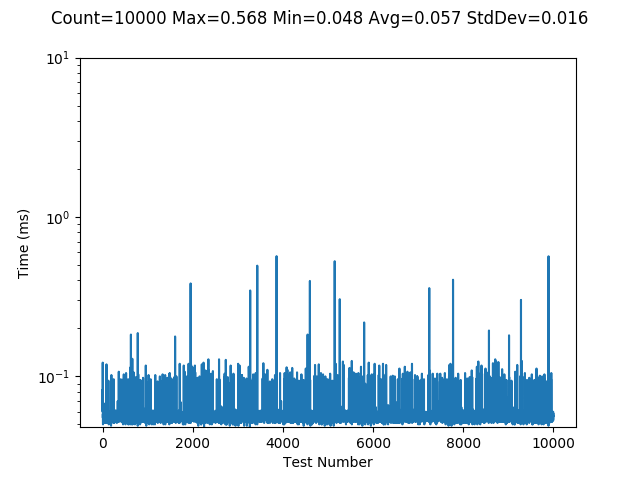 Count=10000 Max=0.568 Min=0.048 Avg=0.057 StdDev=0.016
10¹
10⁰
10⁻¹
Time (ms)
0 2000 4000 6000 8000 10000
Test Number